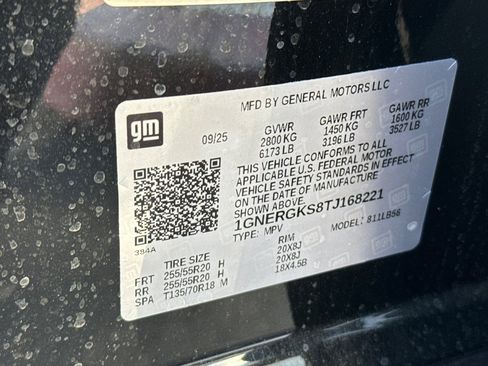 MFD BY GENERAL MOTORS LLC
gm
09/25
GVWR GAWR FRT GAWR RR
2800 KG 1450 KG 1600 KG
6173 LB 3196 LB 3527 LB
THIS VEHICLE CONFORMS TO ALL
APPLICABLE U.S. FEDERAL MOTOR
VEHICLE SAFETY STANDARDS IN EFFECT
ON THE DATE OF MANUFACTURE
SHOWN ABOVE.
1GNERGKS8TJ168221
TYPE: MPV MODEL: 811LB56
384A
TIRE SIZE RIM
FRT 255/55R20 H 20X8J
RR 255/55R20 H 20X8J
SPA T135/70R18 M 18X4.5B